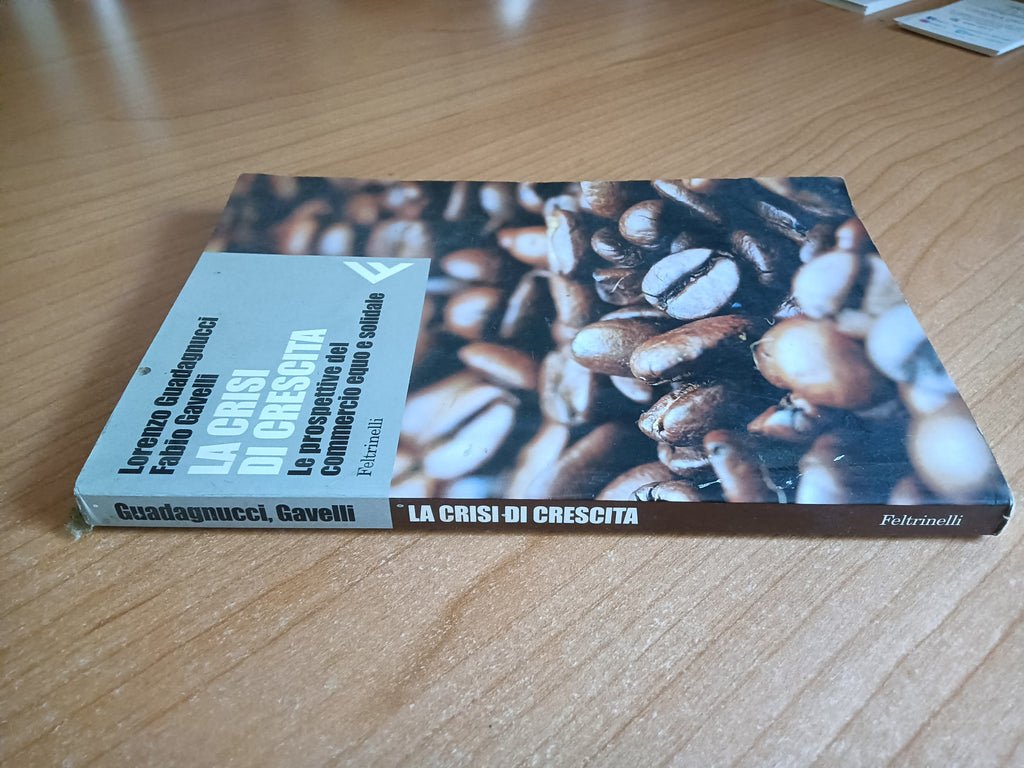 Lorenzo Guadagnucci
Fabio Gavelli
LA CRISI
DI CRESCITA
Le prospettive del
commercio equo e solidale
Feltrinelli
Guadagnucci, Gavelli
LA CRISI DI CRESCITA
Feltrinelli